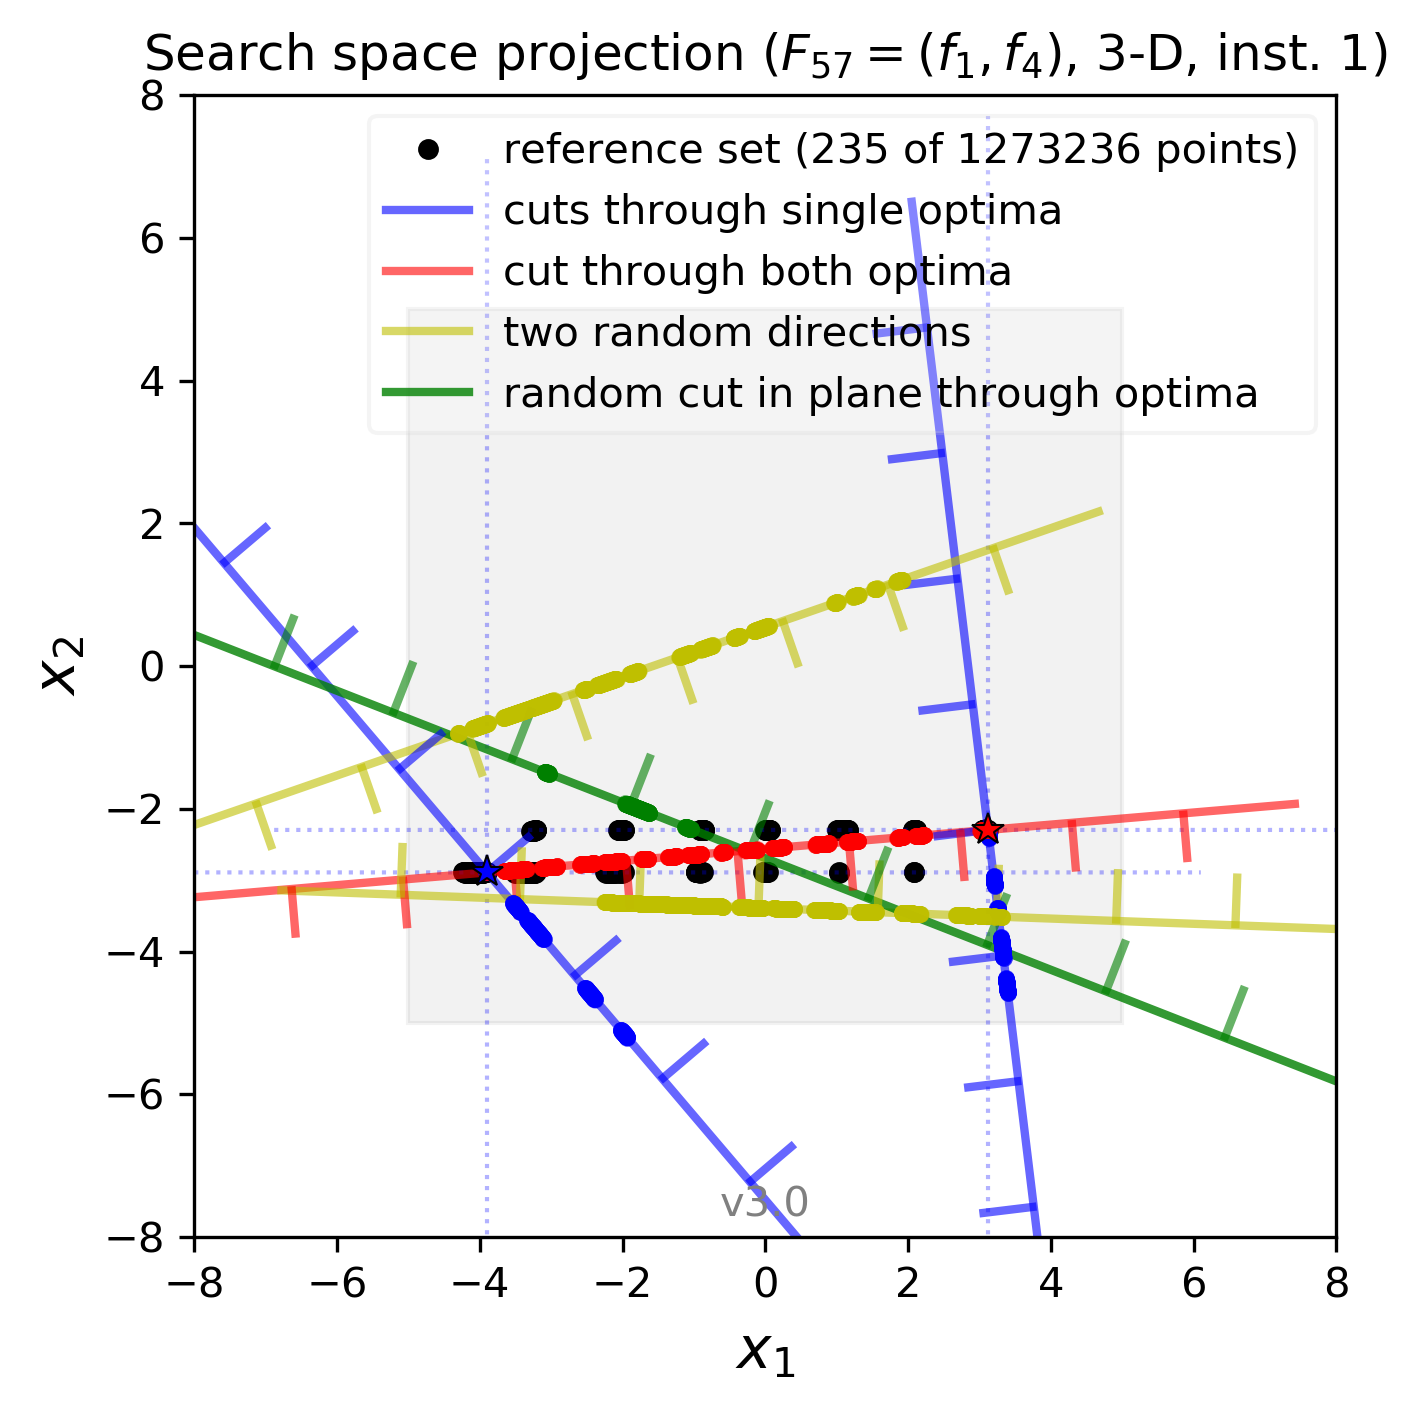 Search space projection (F₅₇ = (f₁, f₄), 3-D, inst. 1)
reference set (235 of 1273236 points)
cuts through single optima
cut through both optima
two random directions
random cut in plane through optima
8
6
4
2
0
−2
−4
−6
−8
x₂
v3.0
−8 −6 −4 −2 0 2 4 6 8
x₁